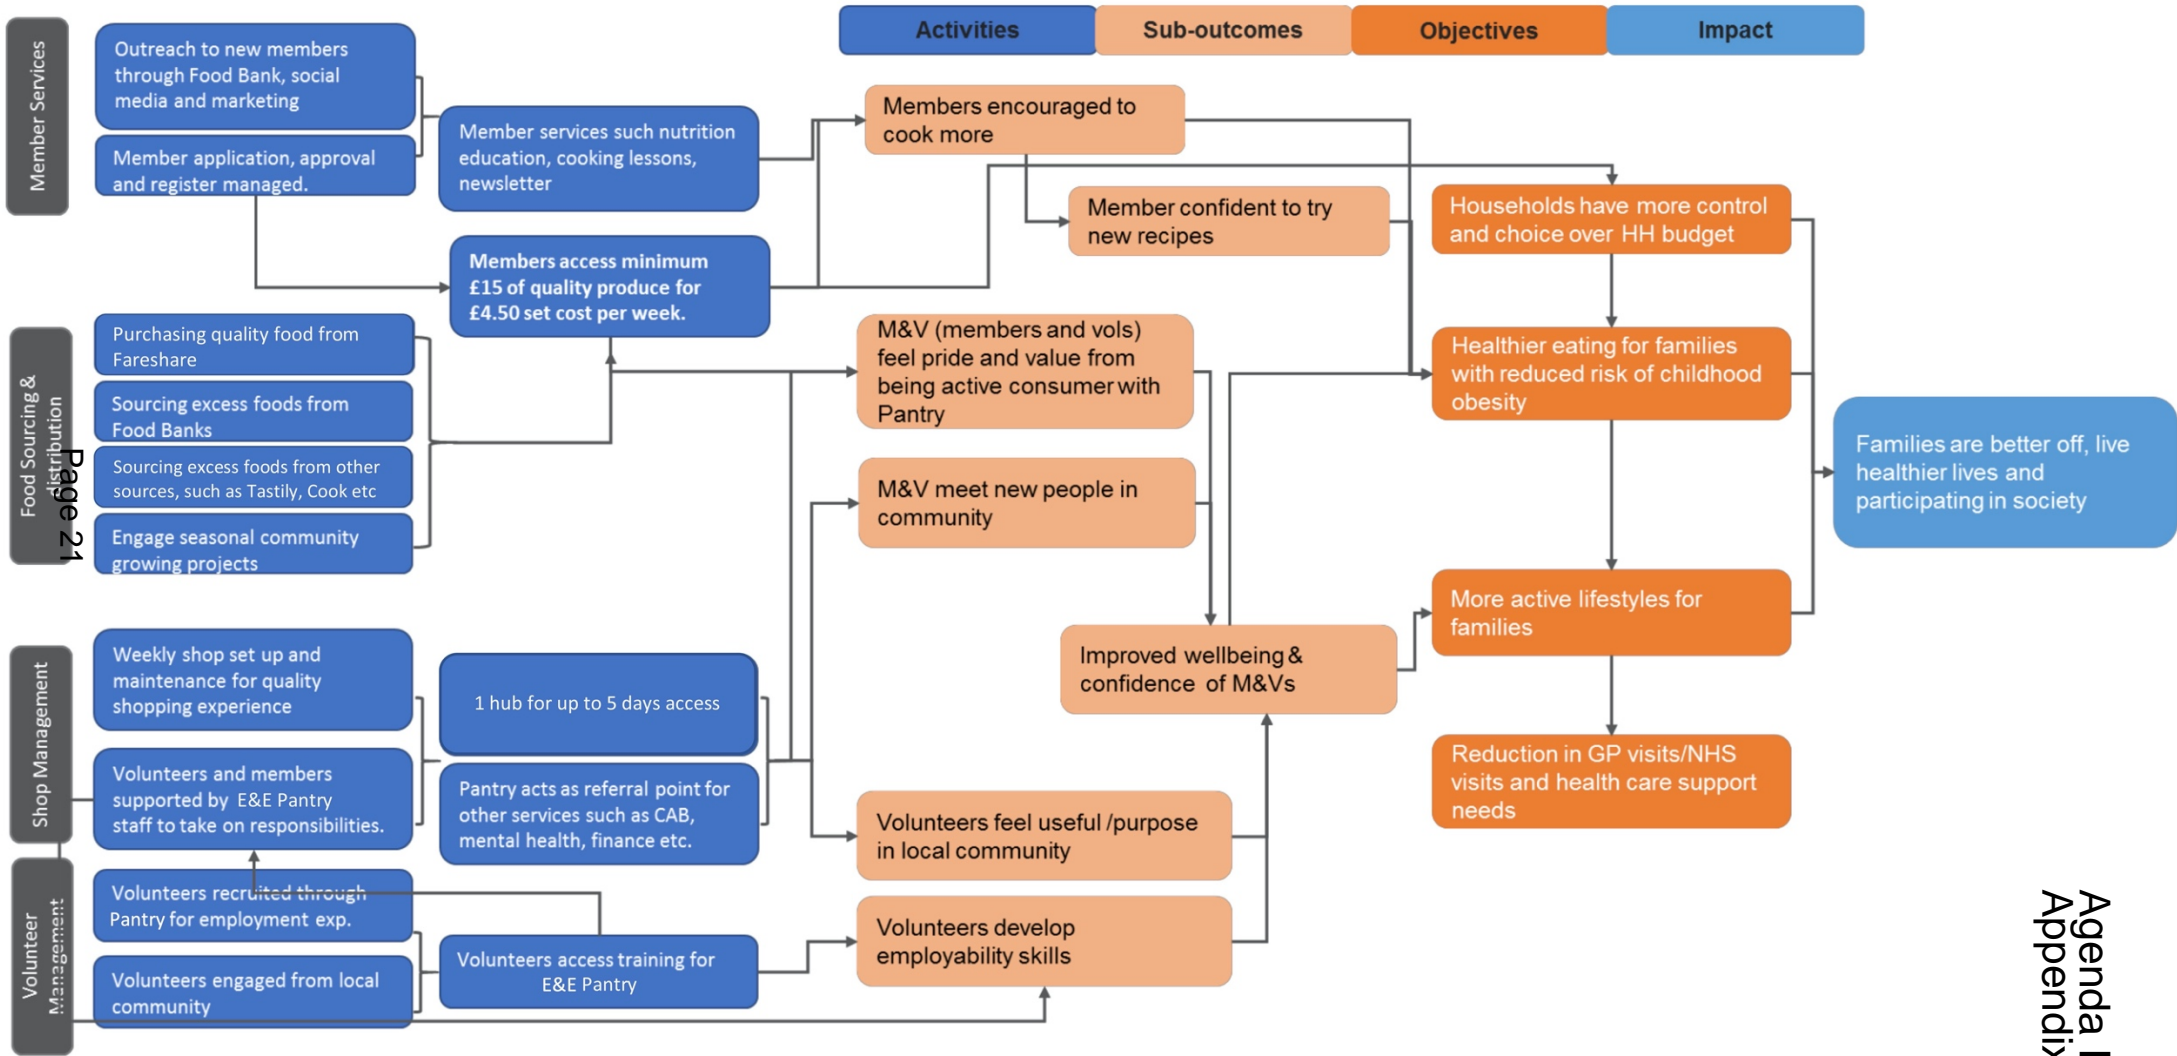 Activities
Sub-outcomes
Objectives
Impact
Member Services
Outreach to new members
through Food Bank, social
media and marketing
Member application, approval
and register managed.
Member services such nutrition
education, cooking lessons,
newsletter
Members access minimum
£15 of quality produce for
£4.50 set cost per week.
Members encouraged to
cook more
Member confident to try
new recipes
Households have more control
and choice over HH budget
Food Sourcing &
distribution
Page 21
Purchasing quality food from
Fareshare
Sourcing excess foods from
Food Banks
Sourcing excess foods from other
sources, such as Tastily, Cook etc
Engage seasonal community
growing projects
M&V (members and vols)
feel pride and value from
being active consumer with
Pantry
M&V meet new people in
community
Healthier eating for families
with reduced risk of childhood
obesity
Families are better off, live
healthier lives and
participating in society
Shop Management
Weekly shop set up and
maintenance for quality
shopping experience
Volunteers and members
supported by E&E Pantry
staff to take on responsibilities.
1 hub for up to 5 days access
Pantry acts as referral point for
other services such as CAB,
mental health, finance etc.
Improved wellbeing &
confidence of M&Vs
More active lifestyles for
families
Reduction in GP visits/NHS
visits and health care support
needs
Volunteers feel useful /purpose
in local community
Volunteer
Management
Volunteers recruited through
Pantry for employment exp.
Volunteers engaged from local
community
Volunteers access training for
E&E Pantry
Volunteers develop
employability skills
Agenda
Appendix